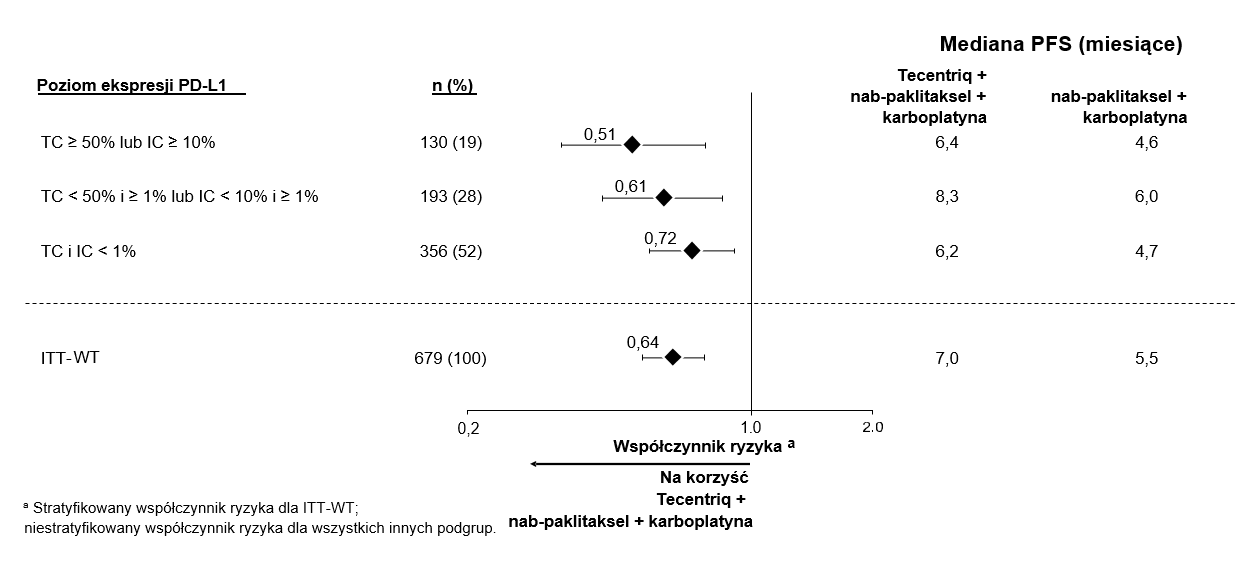 Mediana PFS (miesiące)
Poziom ekspresji PD-L1 n (%) Tecentriq + nab-paklitaksel + karboplatyna nab-paklitaksel + karboplatyna
TC ≥ 50% lub IC ≥ 10% 130 (19) 0,51 6,4 4,6
TC < 50% i ≥ 1% lub IC < 10% i ≥ 1% 193 (28) 0,61 8,3 6,0
TC i IC < 1% 356 (52) 0,72 6,2 4,7
ITT-WT 679 (100) 0,64 7,0 5,5
0,2 1.0 2.0
Współczynnik ryzyka a
Na korzyść
Tecentriq +
nab-paklitaksel + karboplatyna
a Stratyfikowany współczynnik ryzyka dla ITT-WT;
niestratyfikowany współczynnik ryzyka dla wszystkich innych podgrup.